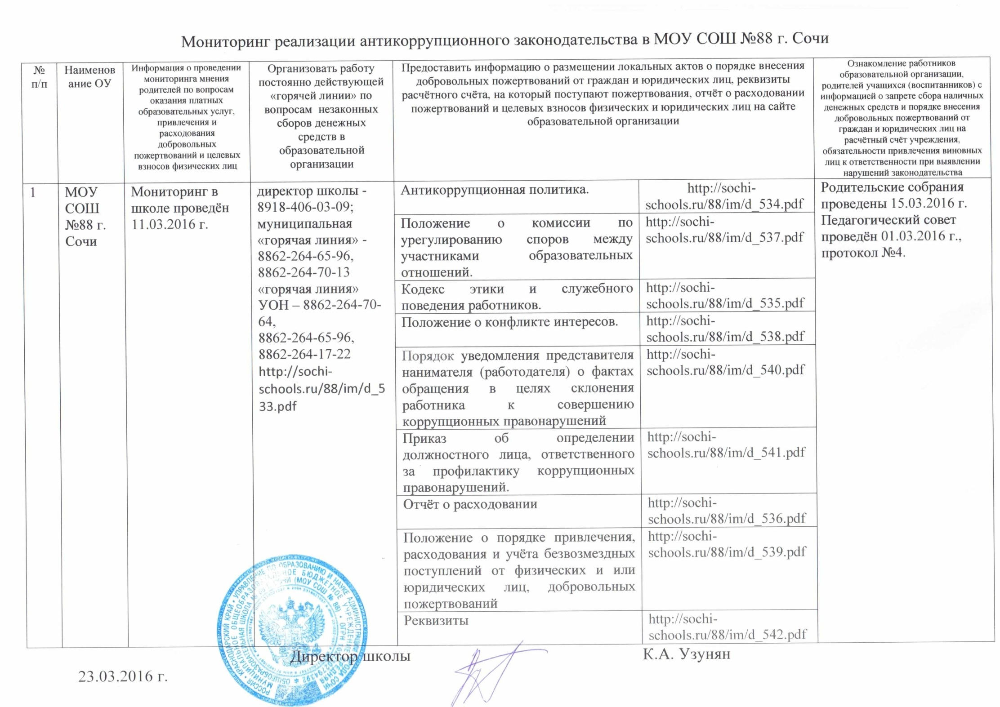 Мониторинг реализации антикоррупционного законодательства в МОУ СОШ №88 г. Сочи
№
п/п
Наименов
ание ОУ
Информация о проведении
мониторинга мнения
родителей по вопросам
оказания платных
образовательных услуг,
привлечения и
расходования
добровольных
пожертвований и целевых
взносов физических лиц
Организовать работу
постоянно действующей
«горячей линии» по
вопросам незаконных
сборов денежных
средств в
образовательной
организации
Предоставить информацию о размещении локальных актов о порядке внесения
добровольных пожертвований от граждан и юридических лиц, реквизиты
расчётного счёта, на который поступают пожертвования, отчёт о расходовании
пожертвований и целевых взносов физических и юридических лиц на сайте
образовательной организации
Ознакомление работников
образовательной организации,
родителей учащихся (воспитанников) с
информацией о запрете сбора наличных
денежных средств и порядке внесения
добровольных пожертвований от
граждан и юридических лиц на
расчётный счёт учреждения,
обязательности привлечения виновных
лиц к ответственности при выявлении
нарушений законодательства
1
МОУ
СОШ
№88 г.
Сочи
Мониторинг в
школе проведён
11.03.2016 г.
директор школы -
8918-406-03-09;
муниципальная
«горячая линия» -
8862-264-65-96,
8862-264-70-13
«горячая линия»
УОН – 8862-264-70-
64,
8862-264-65-96,
8862-264-17-22
http://sochi-
schools.ru/88/im/d_5
33.pdf
Антикоррупционная политика.
http://sochi-
schools.ru/88/im/d_534.pdf
Положение о комиссии по
урегулированию споров между
участниками образовательных
отношений.
http://sochi-
schools.ru/88/im/d_537.pdf
Кодекс этики и служебного
поведения работников.
http://sochi-
schools.ru/88/im/d_535.pdf
Положение о конфликте интересов.
http://sochi-
schools.ru/88/im/d_538.pdf
Порядок уведомления представителя
нанимателя (работодателя) о фактах
обращения в целях склонения
работника к совершению
коррупционных правонарушений
http://sochi-
schools.ru/88/im/d_540.pdf
Приказ об определении
должностного лица, ответственного
за профилактику коррупционных
правонарушений.
http://sochi-
schools.ru/88/im/d_541.pdf
Отчёт о расходовании
http://sochi-
schools.ru/88/im/d_536.pdf
Положение о порядке привлечения,
расходования и учёта безвозмездных
поступлений от физических и или
юридических лиц, добровольных
пожертвований
http://sochi-
schools.ru/88/im/d_539.pdf
Реквизиты
http://sochi-
schools.ru/88/im/d_542.pdf
Родительские собрания
проведены 15.03.2016 г.
Педагогический совет
проведён 01.03.2016 г.,
протокол №4.
РОССИЯ • КРАСНОДАРСКИЙ КРАЙ • УПРАВЛЕНИЕ ПО ОБРАЗОВАНИЮ И НАУКЕ АДМИНИСТРАЦИИ ГОРОДА СОЧИ
МУНИЦИПАЛЬНОЕ ОБЩЕОБРАЗОВАТЕЛЬНОЕ БЮДЖЕТНОЕ УЧРЕЖДЕНИЕ СРЕДНЯЯ
ОБЩЕОБРАЗОВАТЕЛЬНАЯ ШКОЛА (МОУ СОШ № 88) • ОГРН
Директор школы
К.А. Узунян
23.03.2016 г.